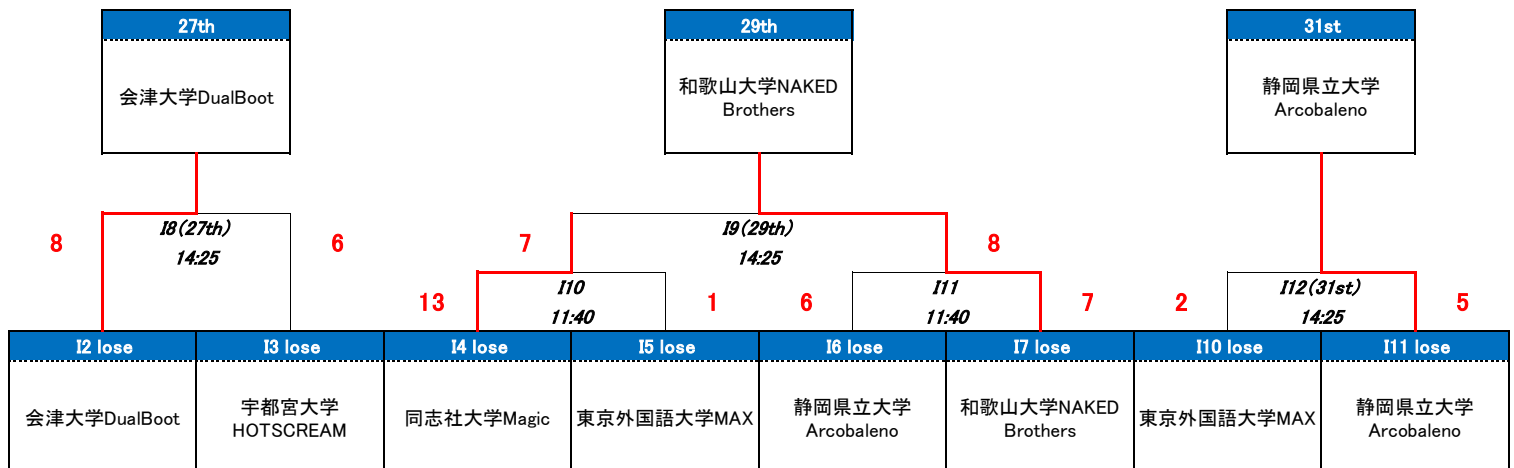 27th
29th
31st
会津大学DualBoot
和歌山大学NAKED
Brothers
静岡県立大学
Arcobaleno
8
I8(27th)
14:25
6
7
I9(29th)
14:25
8
13
I10
11:40
1
6
I11
11:40
7
2
I12(31st)
14:25
5
I2 lose
I3 lose
I4 lose
I5 lose
I6 lose
I7 lose
I10 lose
I11 lose
会津大学DualBoot
宇都宮大学
HOTSCREAM
同志社大学Magic
東京外国語大学MAX
静岡県立大学
Arcobaleno
和歌山大学NAKED
Brothers
東京外国語大学MAX
静岡県立大学
Arcobaleno